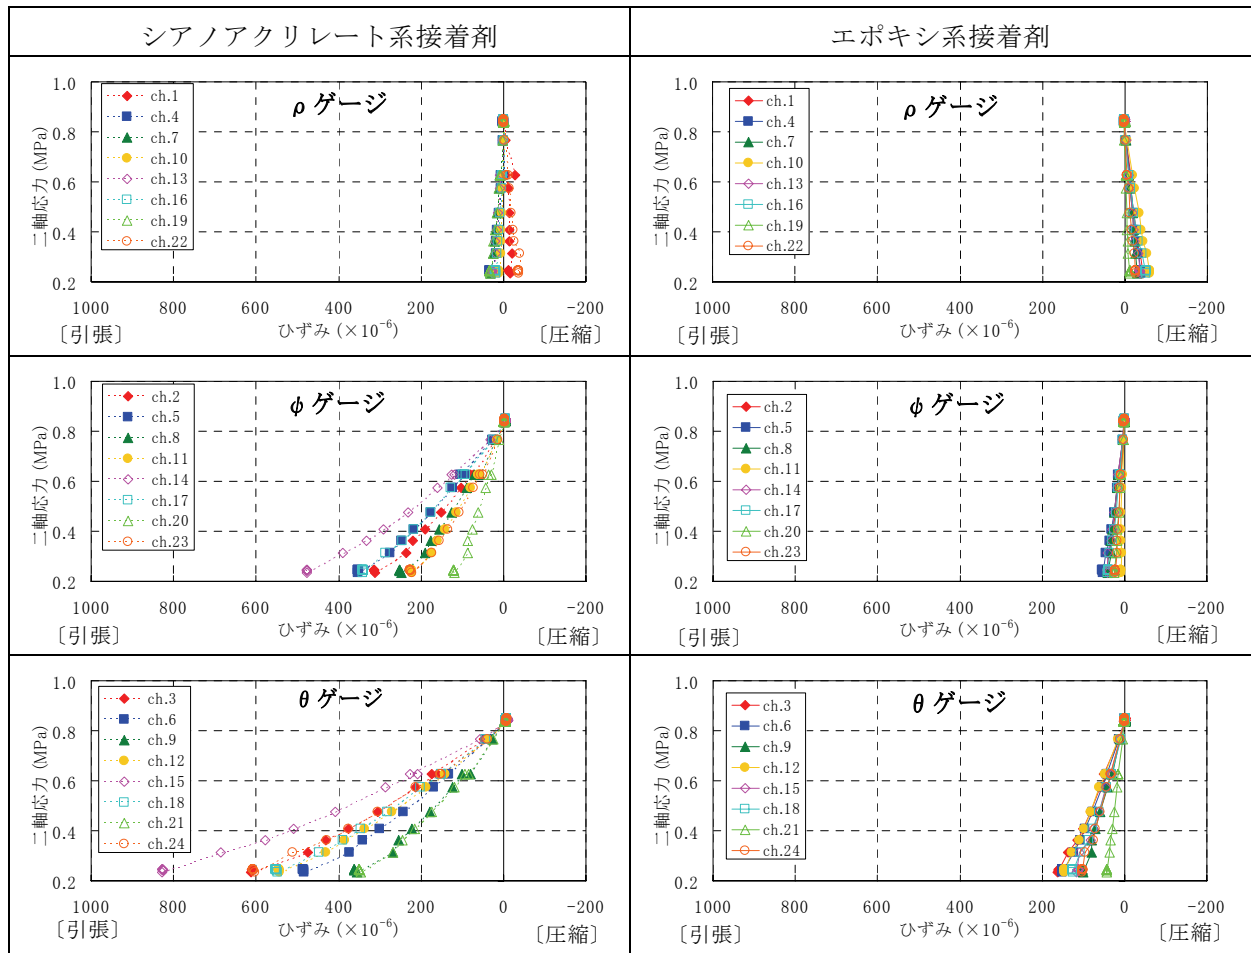 シアノアクリレート系接着剤
エポキシ系接着剤
ρ ゲージ
二軸応力 (MPa)
1.0
0.8
0.6
0.4
0.2
ch.1
ch.4
ch.7
ch.10
ch.13
ch.16
ch.19
ch.22
1000 800 600 400 200 0 -200
〔引張〕 ひずみ (×10⁻⁶) 〔圧縮〕
ρ ゲージ
二軸応力 (MPa)
1.0
0.8
0.6
0.4
0.2
ch.1
ch.4
ch.7
ch.10
ch.13
ch.16
ch.19
ch.22
1000 800 600 400 200 0 -200
〔引張〕 ひずみ (×10⁻⁶) 〔圧縮〕
φ ゲージ
二軸応力 (MPa)
1.0
0.8
0.6
0.4
0.2
ch.2
ch.5
ch.8
ch.11
ch.14
ch.17
ch.20
ch.23
1000 800 600 400 200 0 -200
〔引張〕 ひずみ (×10⁻⁶) 〔圧縮〕
φ ゲージ
二軸応力 (MPa)
1.0
0.8
0.6
0.4
0.2
ch.2
ch.5
ch.8
ch.11
ch.14
ch.17
ch.20
ch.23
1000 800 600 400 200 0 -200
〔引張〕 ひずみ (×10⁻⁶) 〔圧縮〕
θ ゲージ
二軸応力 (MPa)
1.0
0.8
0.6
0.4
0.2
ch.3
ch.6
ch.9
ch.12
ch.15
ch.18
ch.21
ch.24
1000 800 600 400 200 0 -200
〔引張〕 ひずみ (×10⁻⁶) 〔圧縮〕
θ ゲージ
二軸応力 (MPa)
1.0
0.8
0.6
0.4
0.2
ch.3
ch.6
ch.9
ch.12
ch.15
ch.18
ch.21
ch.24
1000 800 600 400 200 0 -200
〔引張〕 ひずみ (×10⁻⁶) 〔圧縮〕